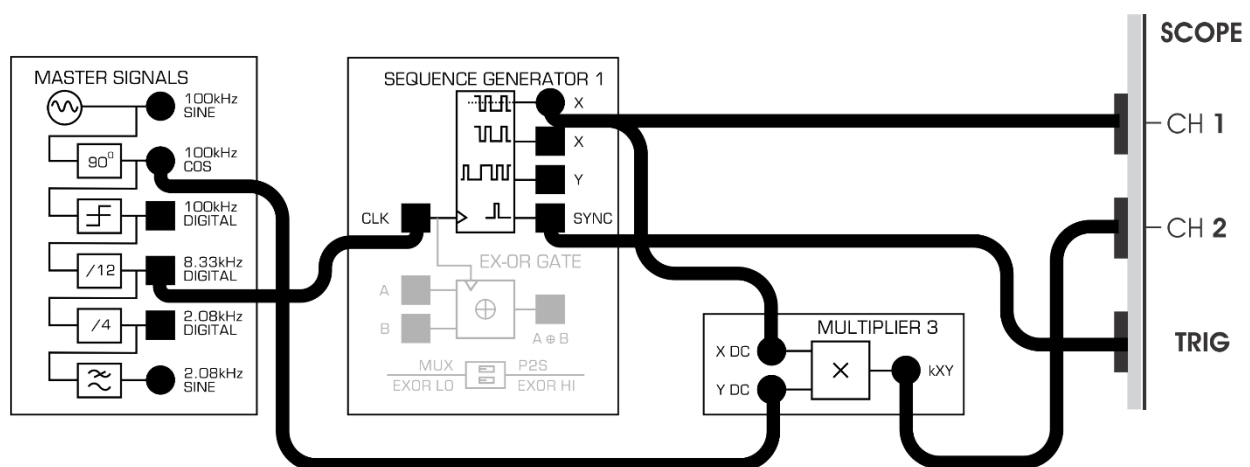 SCOPE
MASTER SIGNALS
100kHz
SINE
90°
100kHz
COS
100kHz
DIGITAL
/12
8.33kHz
DIGITAL
/4
2.08kHz
DIGITAL
2.08kHz
SINE
SEQUENCE GENERATOR 1
X
X
Y
CLK
SYNC
EX-OR GATE
A
B
A ⊕ B
MUX
P2S
EXOR LO
EXOR HI
MULTIPLIER 3
X DC
Y DC
×
kXY
CH 1
CH 2
TRIG